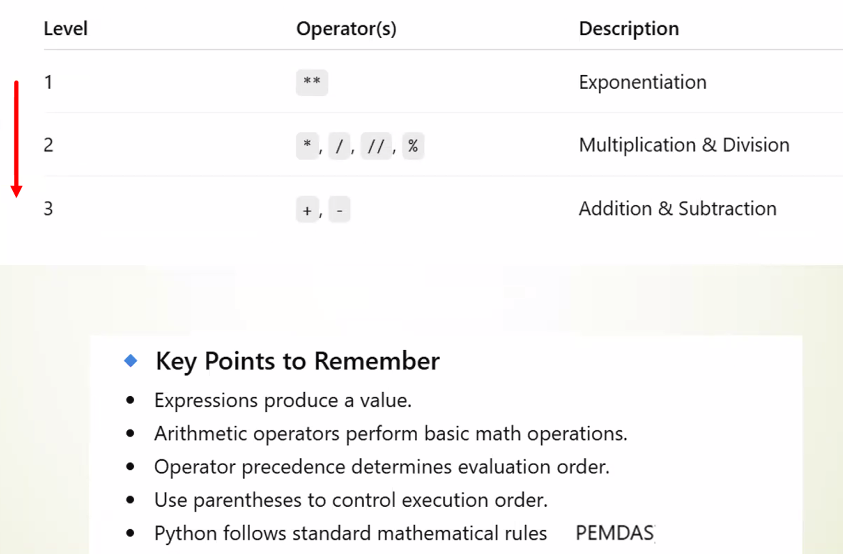 Level Operator(s) Description
1 ** Exponentiation
2 *, /, //, % Multiplication & Division
3 +, - Addition & Subtraction
Key Points to Remember
• Expressions produce a value.
• Arithmetic operators perform basic math operations.
• Operator precedence determines evaluation order.
• Use parentheses to control execution order.
• Python follows standard mathematical rules PEMDAS